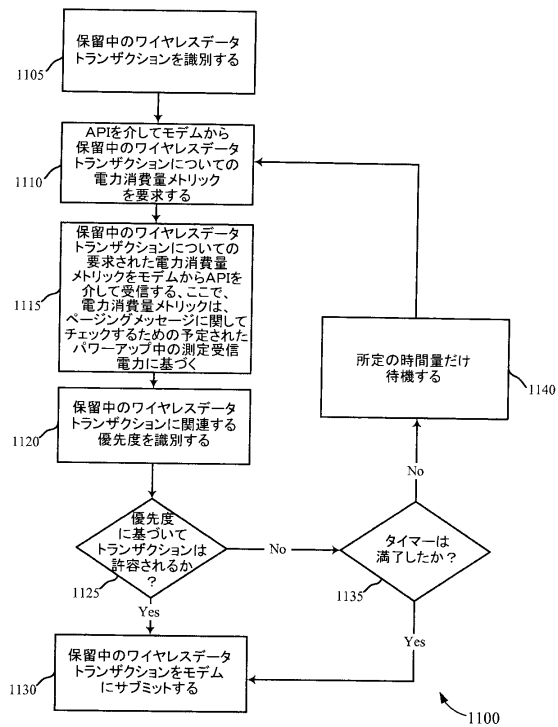 保留中のワイヤレスデータ
トランザクションを識別する
1105
APIを介してモデムから
保留中のワイヤレスデータ
トランザクションについての
電力消費量メトリック
を要求する
1110
保留中のワイヤレスデータ
トランザクションについての
要求された電力消費量
メトリックをモデムからAPIを
介して受信する、ここで、
電力消費量メトリックは、
ページングメッセージに関して
チェックするための予定された
パワーアップ中の測定受信
電力に基づく
1115
所定の時間量だけ
待機する
1140
保留中のワイヤレスデータ
トランザクションに関連する
優先度を識別する
1120
No
優先度
に基づいて
トランザクションは
許容されるか
?
1125
No
タイマーは
満了したか?
1135
Yes
Yes
保留中のワイヤレスデータ
トランザクションをモデム
にサブミットする
1130
1100